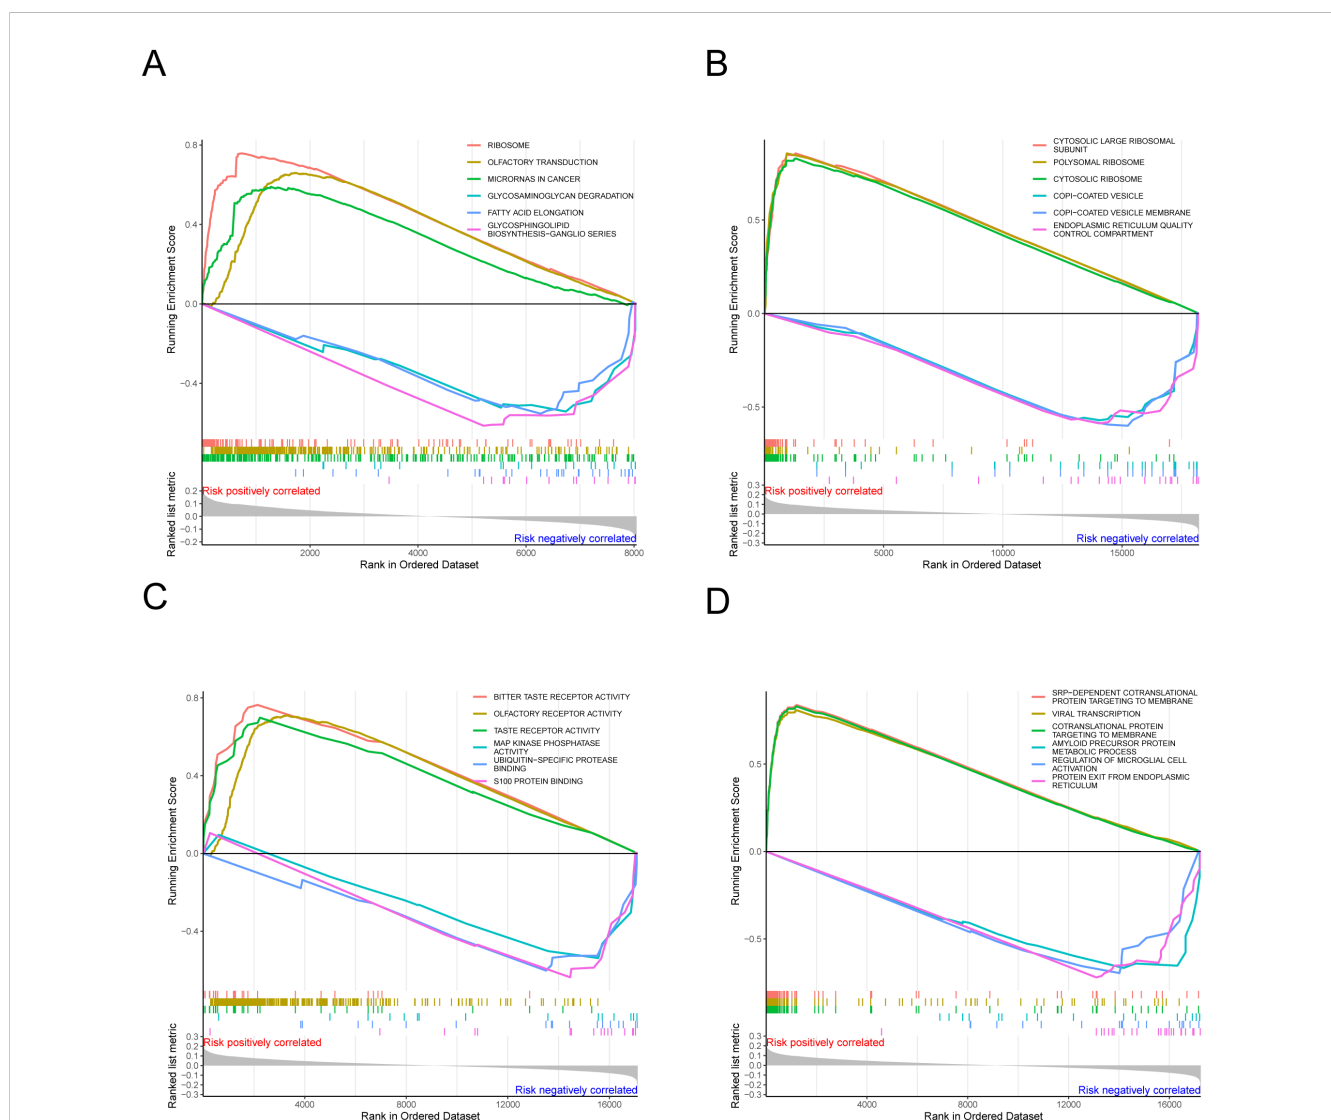 A
0.8
0.4
0.0
−0.4
Running Enrichment Score
RIBOSOME
OLFACTORY TRANSDUCTION
MICRORNAS IN CANCER
GLYCOSAMINOGLYCAN DEGRADATION
FATTY ACID ELONGATION
GLYCOSPHINGOLIPID
BIOSYNTHESIS−GANGLIO SERIES
Ranked list metric
0.2
0.1
0.0
−0.1
−0.2
Risk positively correlated
Risk negatively correlated
2000 4000 6000 8000
Rank in Ordered Dataset
B
0.5
0.0
−0.5
Running Enrichment Score
CYTOSOLIC LARGE RIBOSOMAL
SUBUNIT
POLYSOMAL RIBOSOME
CYTOSOLIC RIBOSOME
COPI−COATED VESICLE
COPI−COATED VESICLE MEMBRANE
ENDOPLASMIC RETICULUM QUALITY
CONTROL COMPARTMENT
Ranked list metric
0.3
0.2
0.1
0.0
−0.1
−0.2
−0.3
Risk positively correlated
Risk negatively correlated
5000 10000 15000
Rank in Ordered Dataset
C
0.8
0.4
0.0
−0.4
Running Enrichment Score
BITTER TASTE RECEPTOR ACTIVITY
OLFACTORY RECEPTOR ACTIVITY
TASTE RECEPTOR ACTIVITY
MAP KINASE PHOSPHATASE
ACTIVITY
UBIQUITIN−SPECIFIC PROTEASE
BINDING
S100 PROTEIN BINDING
Ranked list metric
0.3
0.2
0.1
0.0
−0.1
−0.2
−0.3
Risk positively correlated
Risk negatively correlated
4000 8000 12000 16000
Rank in Ordered Dataset
D
0.5
0.0
−0.5
Running Enrichment Score
SRP−DEPENDENT COTRANSLATIONAL
PROTEIN TARGETING TO MEMBRANE
VIRAL TRANSCRIPTION
COTRANSLATIONAL PROTEIN
TARGETING TO MEMBRANE
AMYLOID PRECURSOR PROTEIN
METABOLIC PROCESS
REGULATION OF MICROGLIAL CELL
ACTIVATION
PROTEIN EXIT FROM ENDOPLASMIC
RETICULUM
Ranked list metric
0.3
0.2
0.1
0.0
−0.1
−0.2
−0.3
Risk positively correlated
Risk negatively correlated
4000 8000 12000 16000
Rank in Ordered Dataset